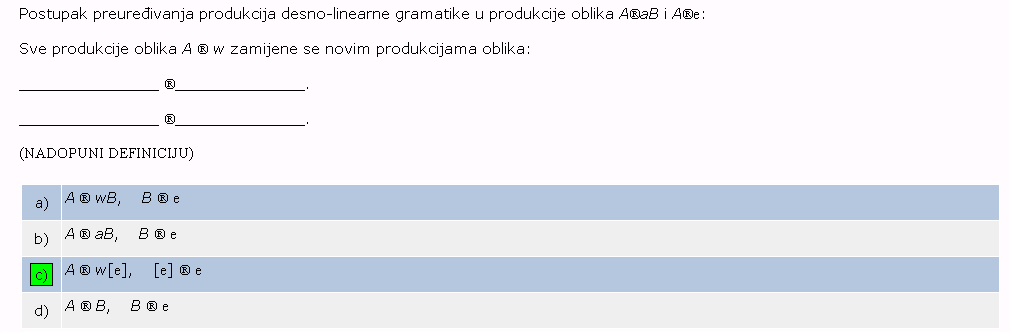 Postupak preuređivanja produkcija desno-linearne gramatike u produkcije oblika A®aB i A®e:
Sve produkcije oblika A ® w zamijene se novim produkcijama oblika:
________________ ®_______________.
________________ ®_______________.
(NADOPUNI DEFINICIJU)
a) A ® wB, B ® e
b) A ® aB, B ® e
c) A ® w[e], [e] ® e
d) A ® B, B ® e